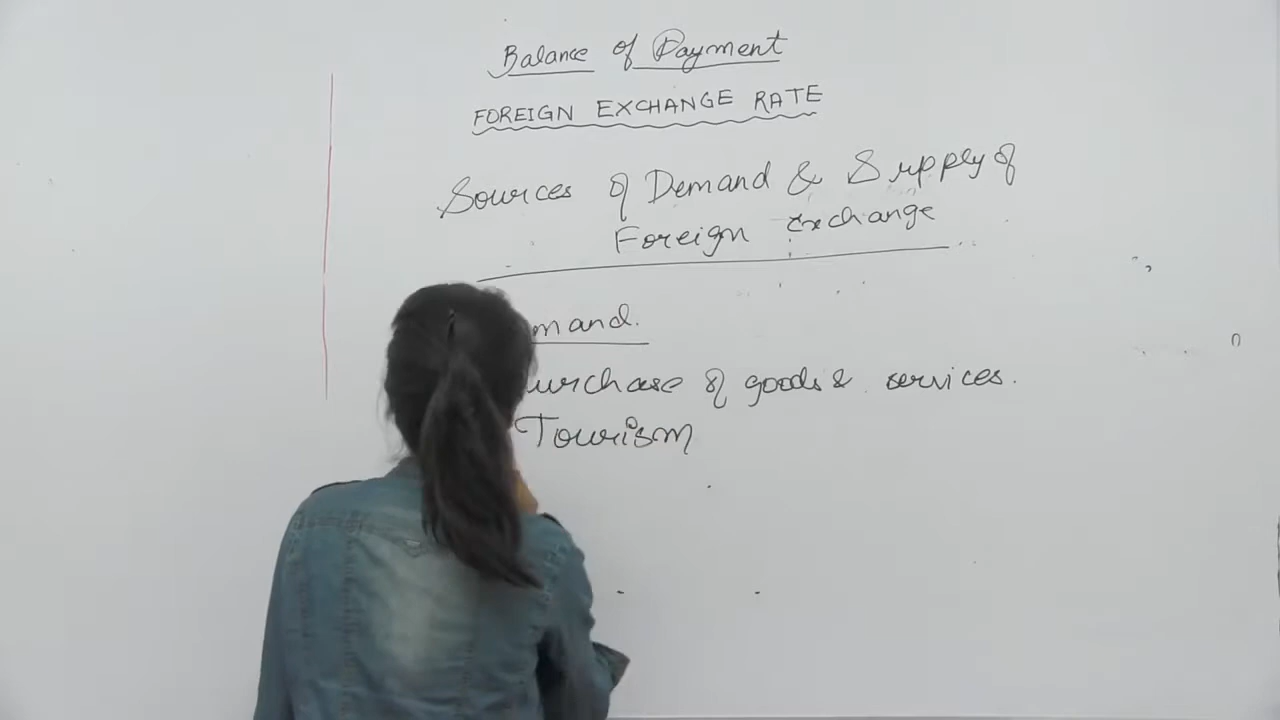 Balance of Payment
FOREIGN EXCHANGE RATE
Sources of Demand & Supply of
Foreign exchange
mand.
urchase of goods & services.
Tourism